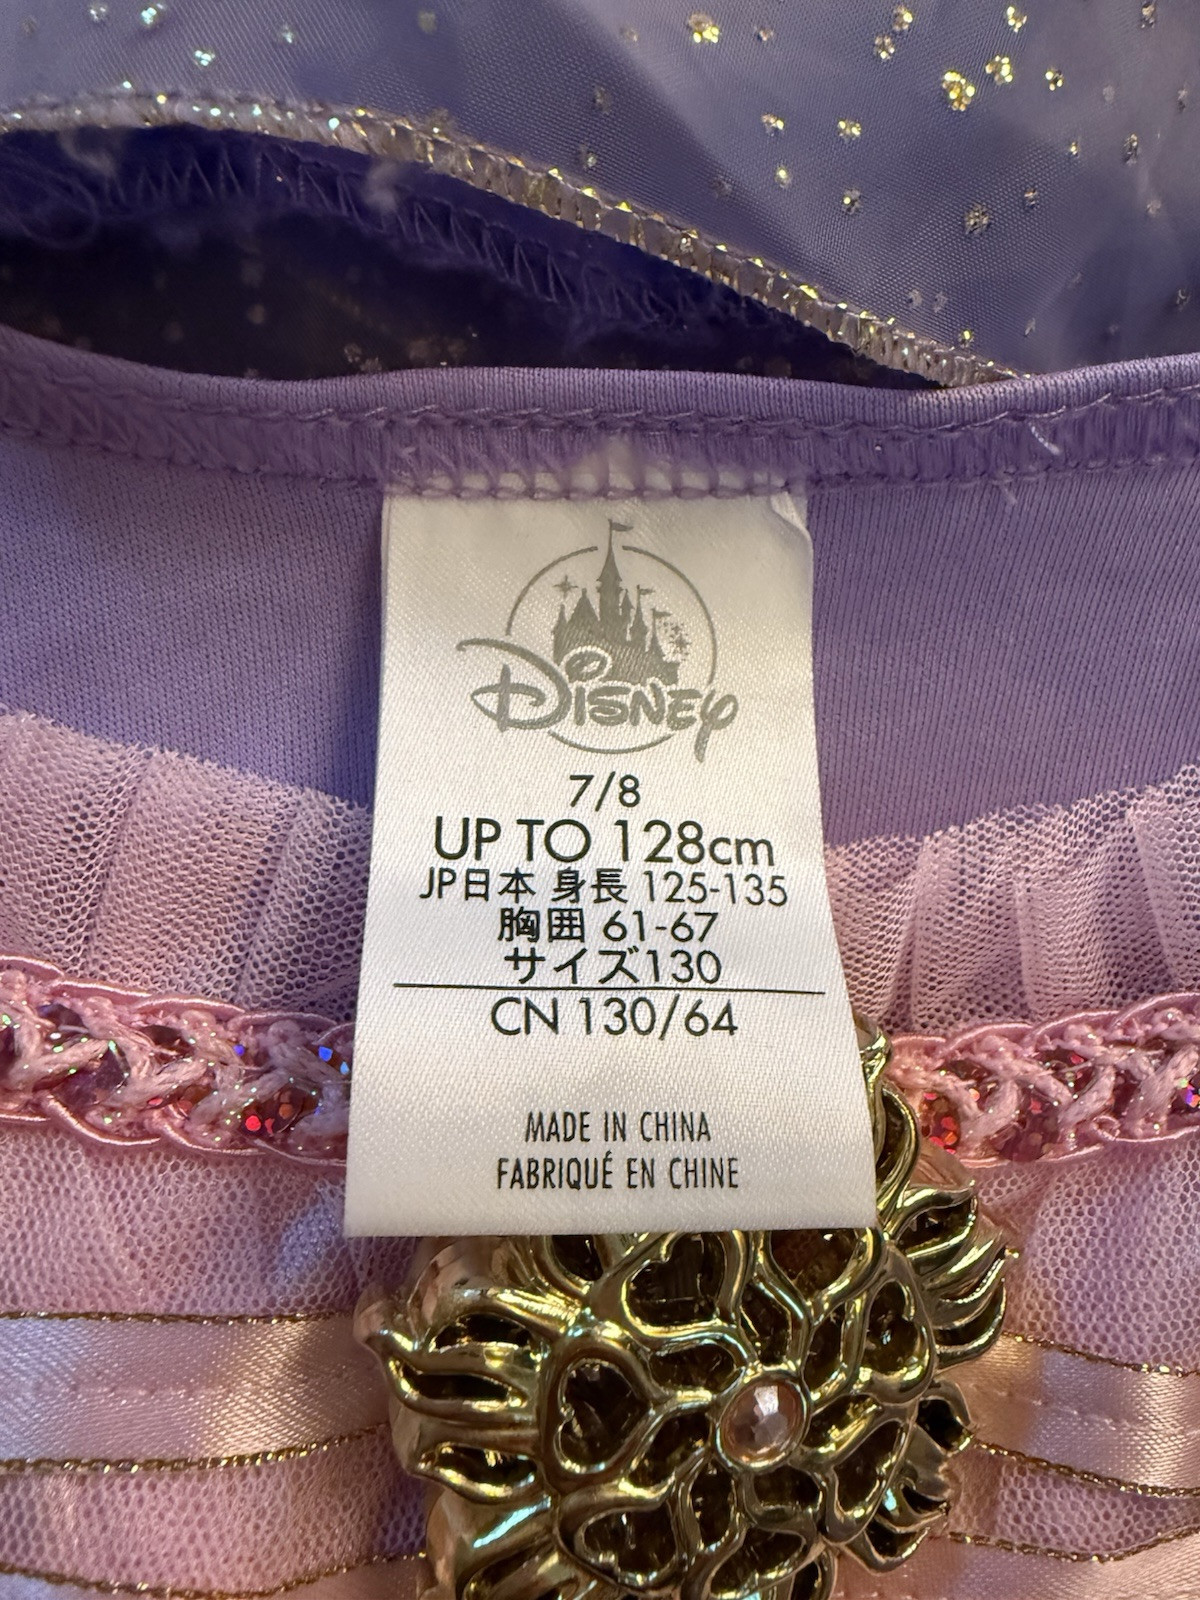 DISNEY
7/8
UP TO 128cm
JP日本 身長 125-135
胸囲 61-67
サイズ130
CN 130/64
MADE IN CHINA
FABRIQUÉ EN CHINE